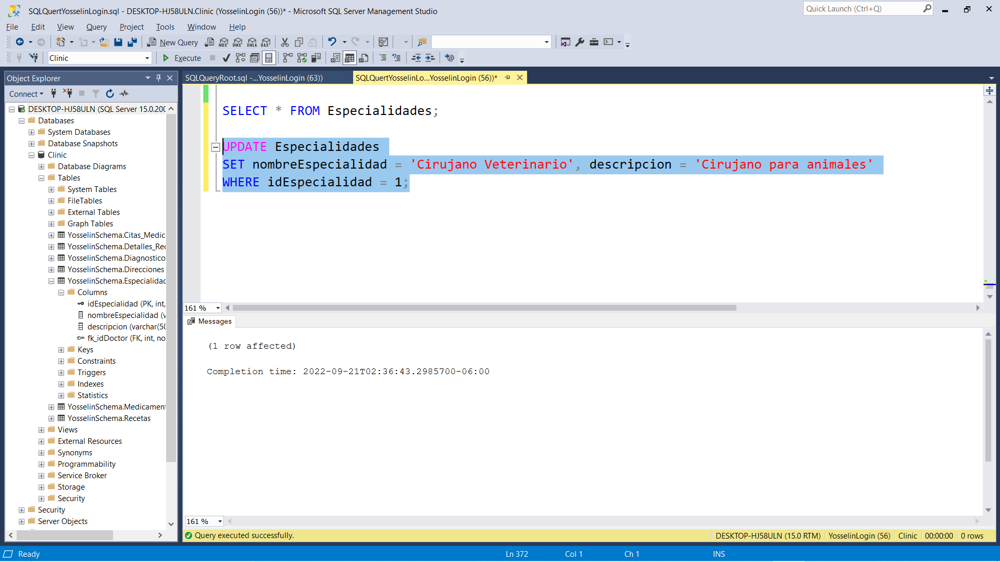 SQLQuertYosselinLogin.sql - DESKTOP-HJ58ULN.Clinic (YosselinLogin (56))* - Microsoft SQL Server Management Studio
Quick Launch (Ctrl+Q)
File Edit View Query Project Tools Window Help
New Query MDX DMX XMLA DAX
Clinic Execute
Object Explorer
SQLQueryRoot.sql -...YosselinLogin (63))
SQLQuertYosselinLo...YosselinLogin (56))*
Connect
DESKTOP-HJ58ULN (SQL Server 15.0.200
Databases
System Databases
Database Snapshots
Clinic
Database Diagrams
Tables
System Tables
FileTables
External Tables
Graph Tables
YosselinSchema.Citas_Medic
YosselinSchema.Detalles_Rec
YosselinSchema.Diagnostico
YosselinSchema.Direcciones
YosselinSchema.Especialidad
Columns
idEspecialidad (PK, int,
nombreEspecialidad (v
descripcion (varchar(50
fk_idDoctor (FK, int, no
Keys
Constraints
Triggers
Indexes
Statistics
YosselinSchema.Medicament
YosselinSchema.Recetas
Views
External Resources
Synonyms
Programmability
Service Broker
Storage
Security
Security
Server Objects
SELECT * FROM Especialidades;
UPDATE Especialidades
SET nombreEspecialidad = 'Cirujano Veterinario', descripcion = 'Cirujano para animales'
WHERE idEspecialidad = 1;
161 %
Messages
(1 row affected)
Completion time: 2022-09-21T02:36:43.2985700-06:00
161 %
Query executed successfully. DESKTOP-HJ58ULN (15.0 RTM) YosselinLogin (56) Clinic 00:00:00 0 rows
Ready Ln 372 Col 1 Ch 1 INS